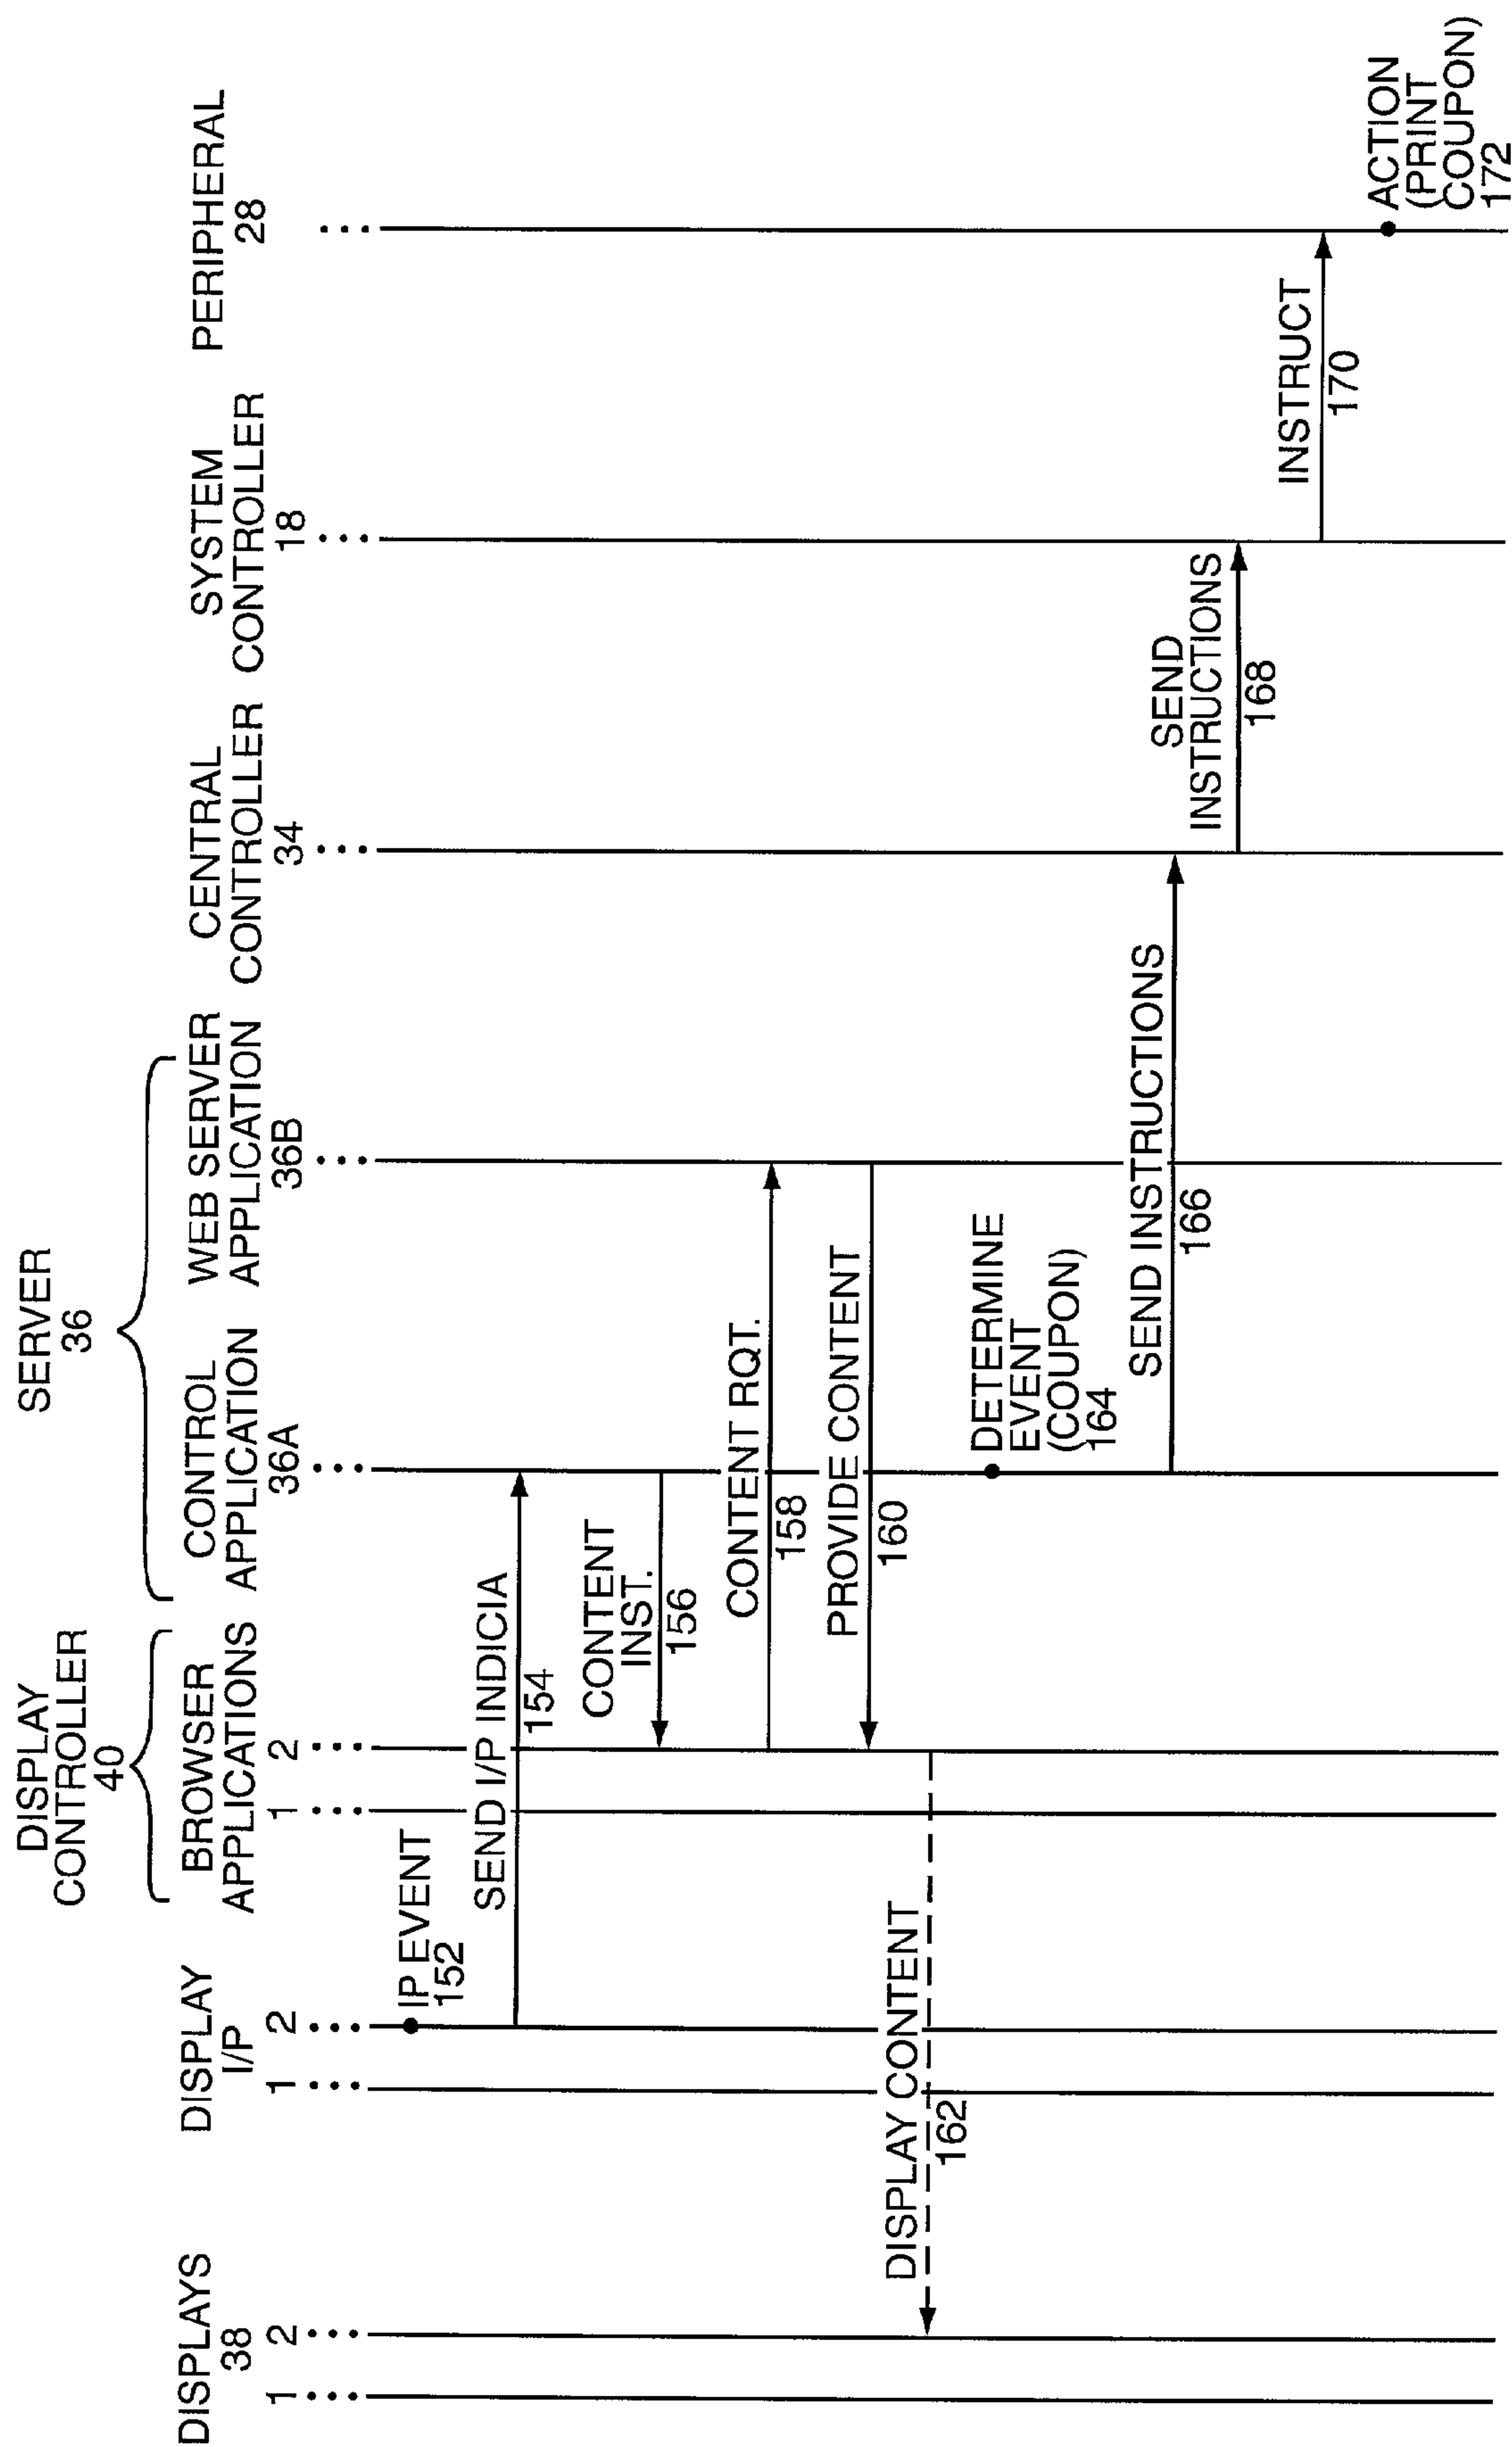 DISPLAYS
38
1 2
DISPLAY
I/P
1 2
DISPLAY
CONTROLLER
40
BROWSER
APPLICATIONS
1 2
SERVER
36
CONTROL
APPLICATION
36A
WEB SERVER
APPLICATION
36B
CENTRAL
CONTROLLER
34
SYSTEM
CONTROLLER
18
PERIPHERAL
28
IP EVENT
152
SEND I/P INDICIA
154
CONTENT
INST.
156
CONTENT RQT.
158
PROVIDE CONTENT
160
DISPLAY CONTENT
162
DETERMINE
EVENT
(COUPON)
164
SEND INSTRUCTIONS
166
SEND
INSTRUCTIONS
168
INSTRUCT
170
ACTION
(PRINT
COUPON)
172